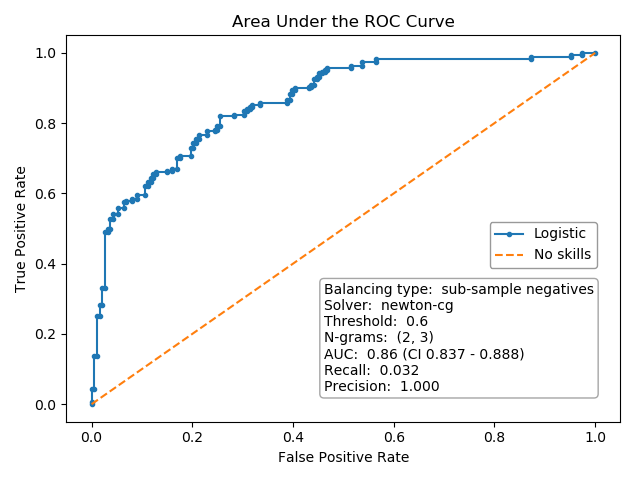 Area Under the ROC Curve
True Positive Rate
1.0
0.8
0.6
0.4
0.2
0.0
Logistic
No skills
Balancing type:  sub-sample negatives
Solver:  newton-cg
Threshold:  0.6
N-grams:  (2, 3)
AUC:  0.86 (CI 0.837 - 0.888)
Recall:  0.032
Precision:  1.000
0.0 0.2 0.4 0.6 0.8 1.0
False Positive Rate